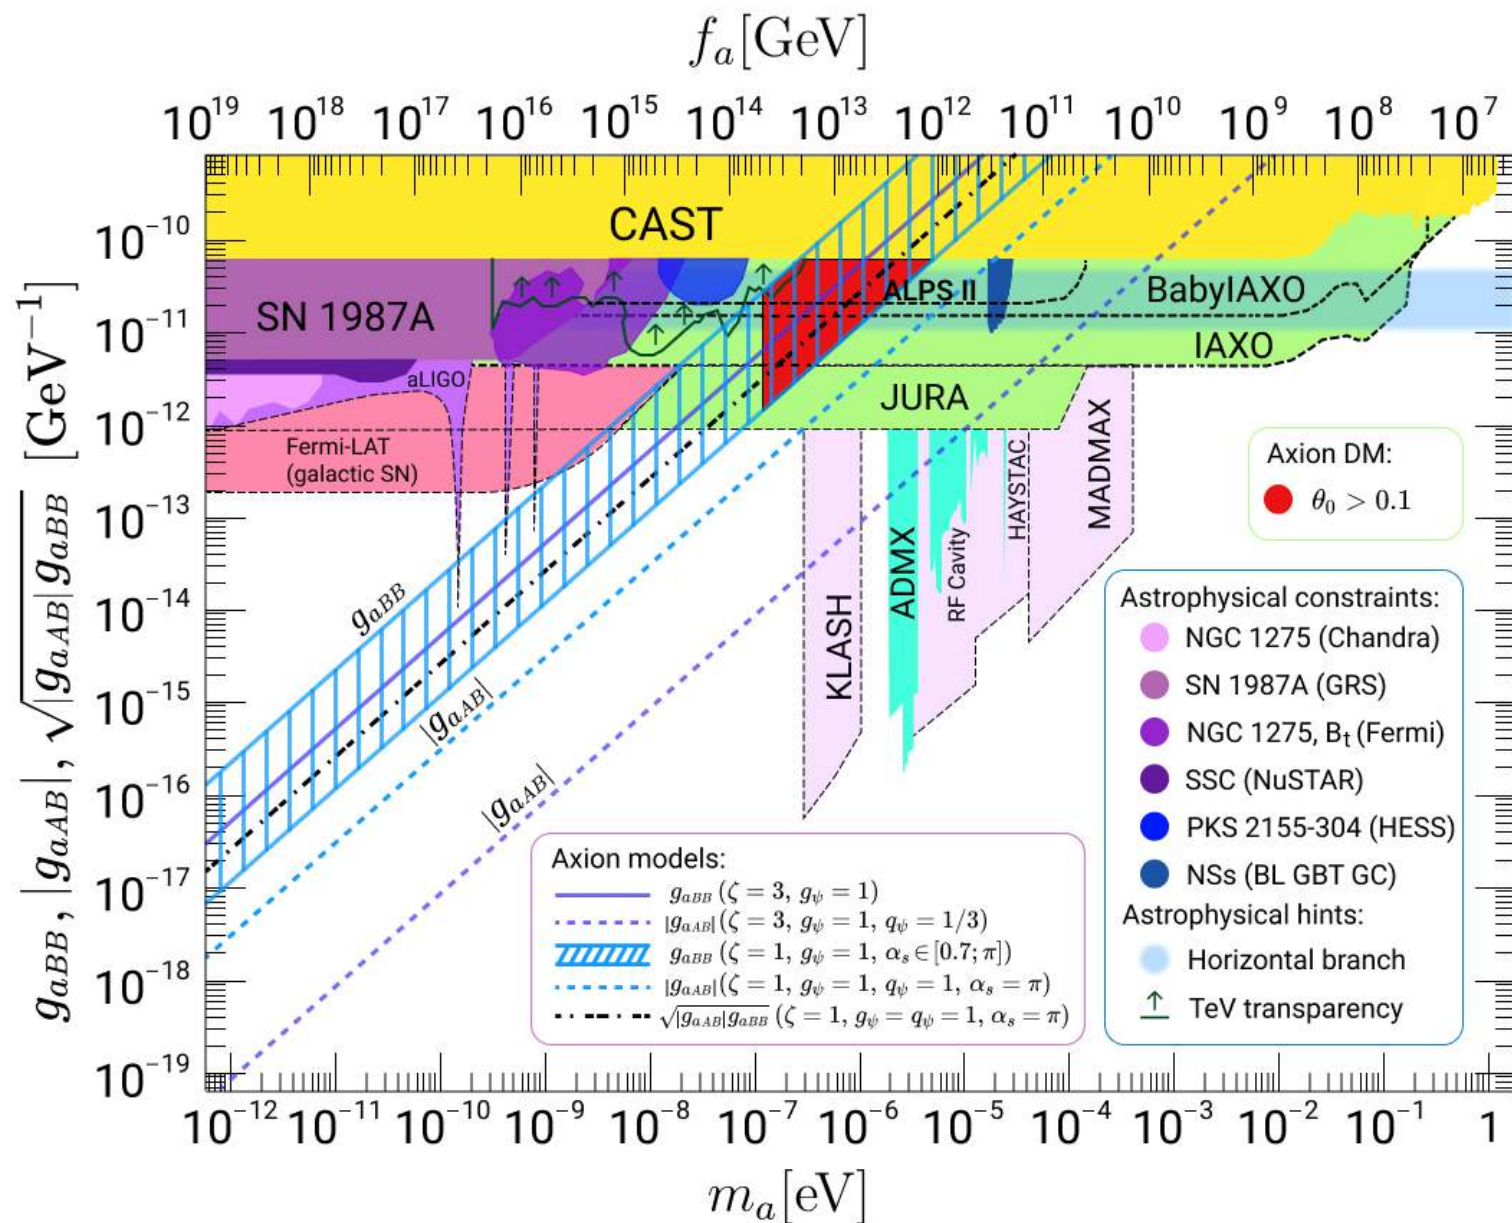 f_a[GeV]
10^19 10^18 10^17 10^16 10^15 10^14 10^13 10^12 10^11 10^10 10^9 10^8 10^7
g_aBB, |g_aAB|, √|g_aAB|g_aBB [GeV^−1]
10^−10
10^−11
10^−12
10^−13
10^−14
10^−15
10^−16
10^−17
10^−18
10^−19
CAST
SN 1987A
ALPS II
BabyIAXO
IAXO
aLIGO
JURA
Fermi-LAT
(galactic SN)
KLASH
ADMX
RF Cavity
HAYSTAC
MADMAX
g_aBB
|g_aAB|
|g_aAB|
Axion DM:
θ_0 > 0.1
Astrophysical constraints:
NGC 1275 (Chandra)
SN 1987A (GRS)
NGC 1275, B_t (Fermi)
SSC (NuSTAR)
PKS 2155-304 (HESS)
NSs (BL GBT GC)
Astrophysical hints:
Horizontal branch
TeV transparency
Axion models:
g_aBB (ζ = 3, g_ψ = 1)
|g_aAB| (ζ = 3, g_ψ = 1, q_ψ = 1/3)
g_aBB (ζ = 1, g_ψ = 1, α_s ∈ [0.7; π])
|g_aAB| (ζ = 1, g_ψ = 1, q_ψ = 1, α_s = π)
√|g_aAB|g_aBB (ζ = 1, g_ψ = q_ψ = 1, α_s = π)
10^−12 10^−11 10^−10 10^−9 10^−8 10^−7 10^−6 10^−5 10^−4 10^−3 10^−2 10^−1 1
m_a[eV]